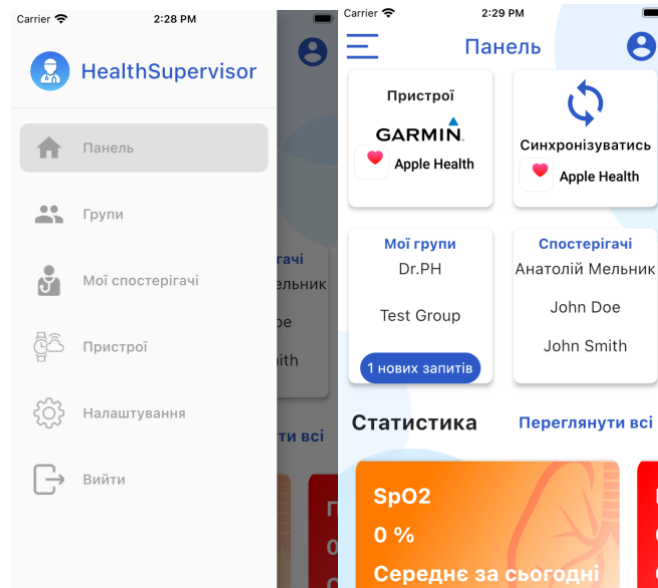 Carrier
2:28 PM
HealthSupervisor
Панель
Групи
Мої спостерігачі
Пристрої
Налаштування
Вийти
Carrier
2:29 PM
Панель
Пристрої
GARMIN
Apple Health
Синхронізуватись
Apple Health
Мої групи
Dr.PH
Test Group
1 нових запитів
Спостерігачі
Анатолій Мельник
John Doe
John Smith
Статистика
Переглянути всі
SpO2
0 %
Середнє за сьогодні